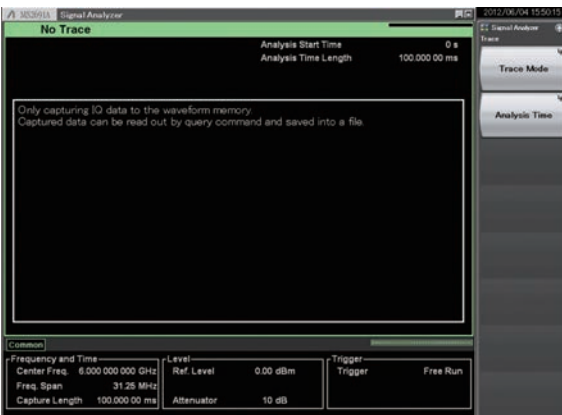 MS2691A Signal Analyzer
2012/06/04 15:50:15
No Trace
Analysis Start Time 0 s
Analysis Time Length 100.000 00 ms
Only capturing IQ data to the waveform memory.
Captured data can be read out by query command and saved into a file.
Signal Analyzer
Trace
Trace Mode
Analysis Time
Common
Frequency and Time
Center Freq. 6.000 000 000 GHz
Freq. Span 31.25 MHz
Capture Length 100.000 00 ms
Level
Ref. Level 0.00 dBm
Attenuator 10 dB
Trigger
Trigger Free Run